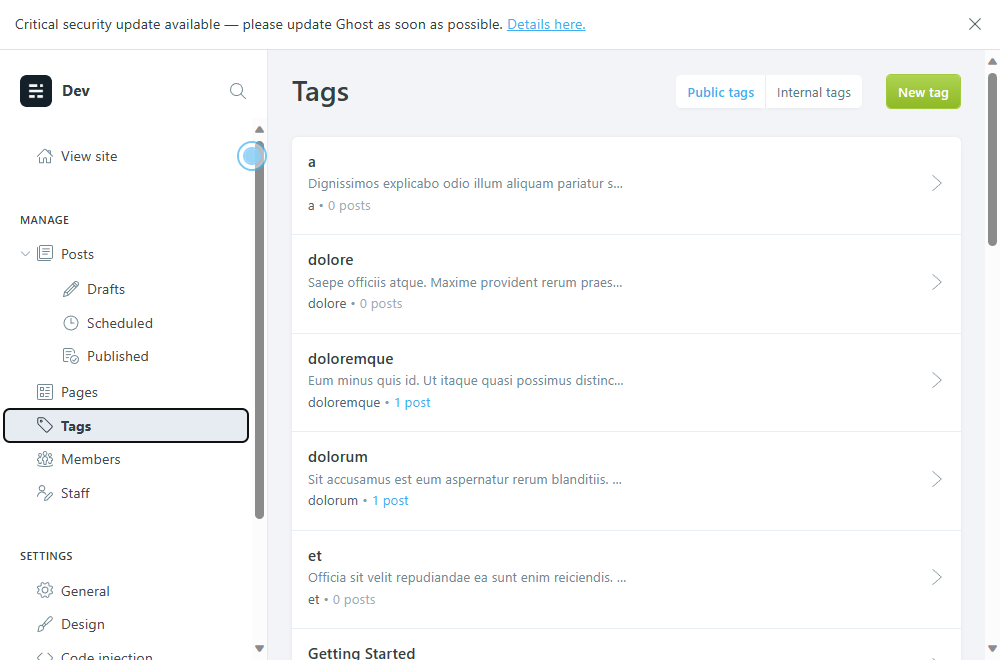 Critical security update available — please update Ghost as soon as possible. Details here.
Dev
View site
MANAGE
Posts
Drafts
Scheduled
Published
Pages
Tags
Members
Staff
SETTINGS
General
Design
Code injection
Tags
Public tags
Internal tags
New tag
a
Dignissimos explicabo odio illum aliquam pariatur s...
a • 0 posts
dolore
Saepe officiis atque. Maxime provident rerum praes...
dolore • 0 posts
doloremque
Eum minus quis id. Ut itaque quasi possimus distinc...
doloremque • 1 post
dolorum
Sit accusamus est eum aspernatur rerum blanditiis. ...
dolorum • 1 post
et
Officia sit velit repudiandae ea sunt enim reiciendis. ...
et • 0 posts
Getting Started